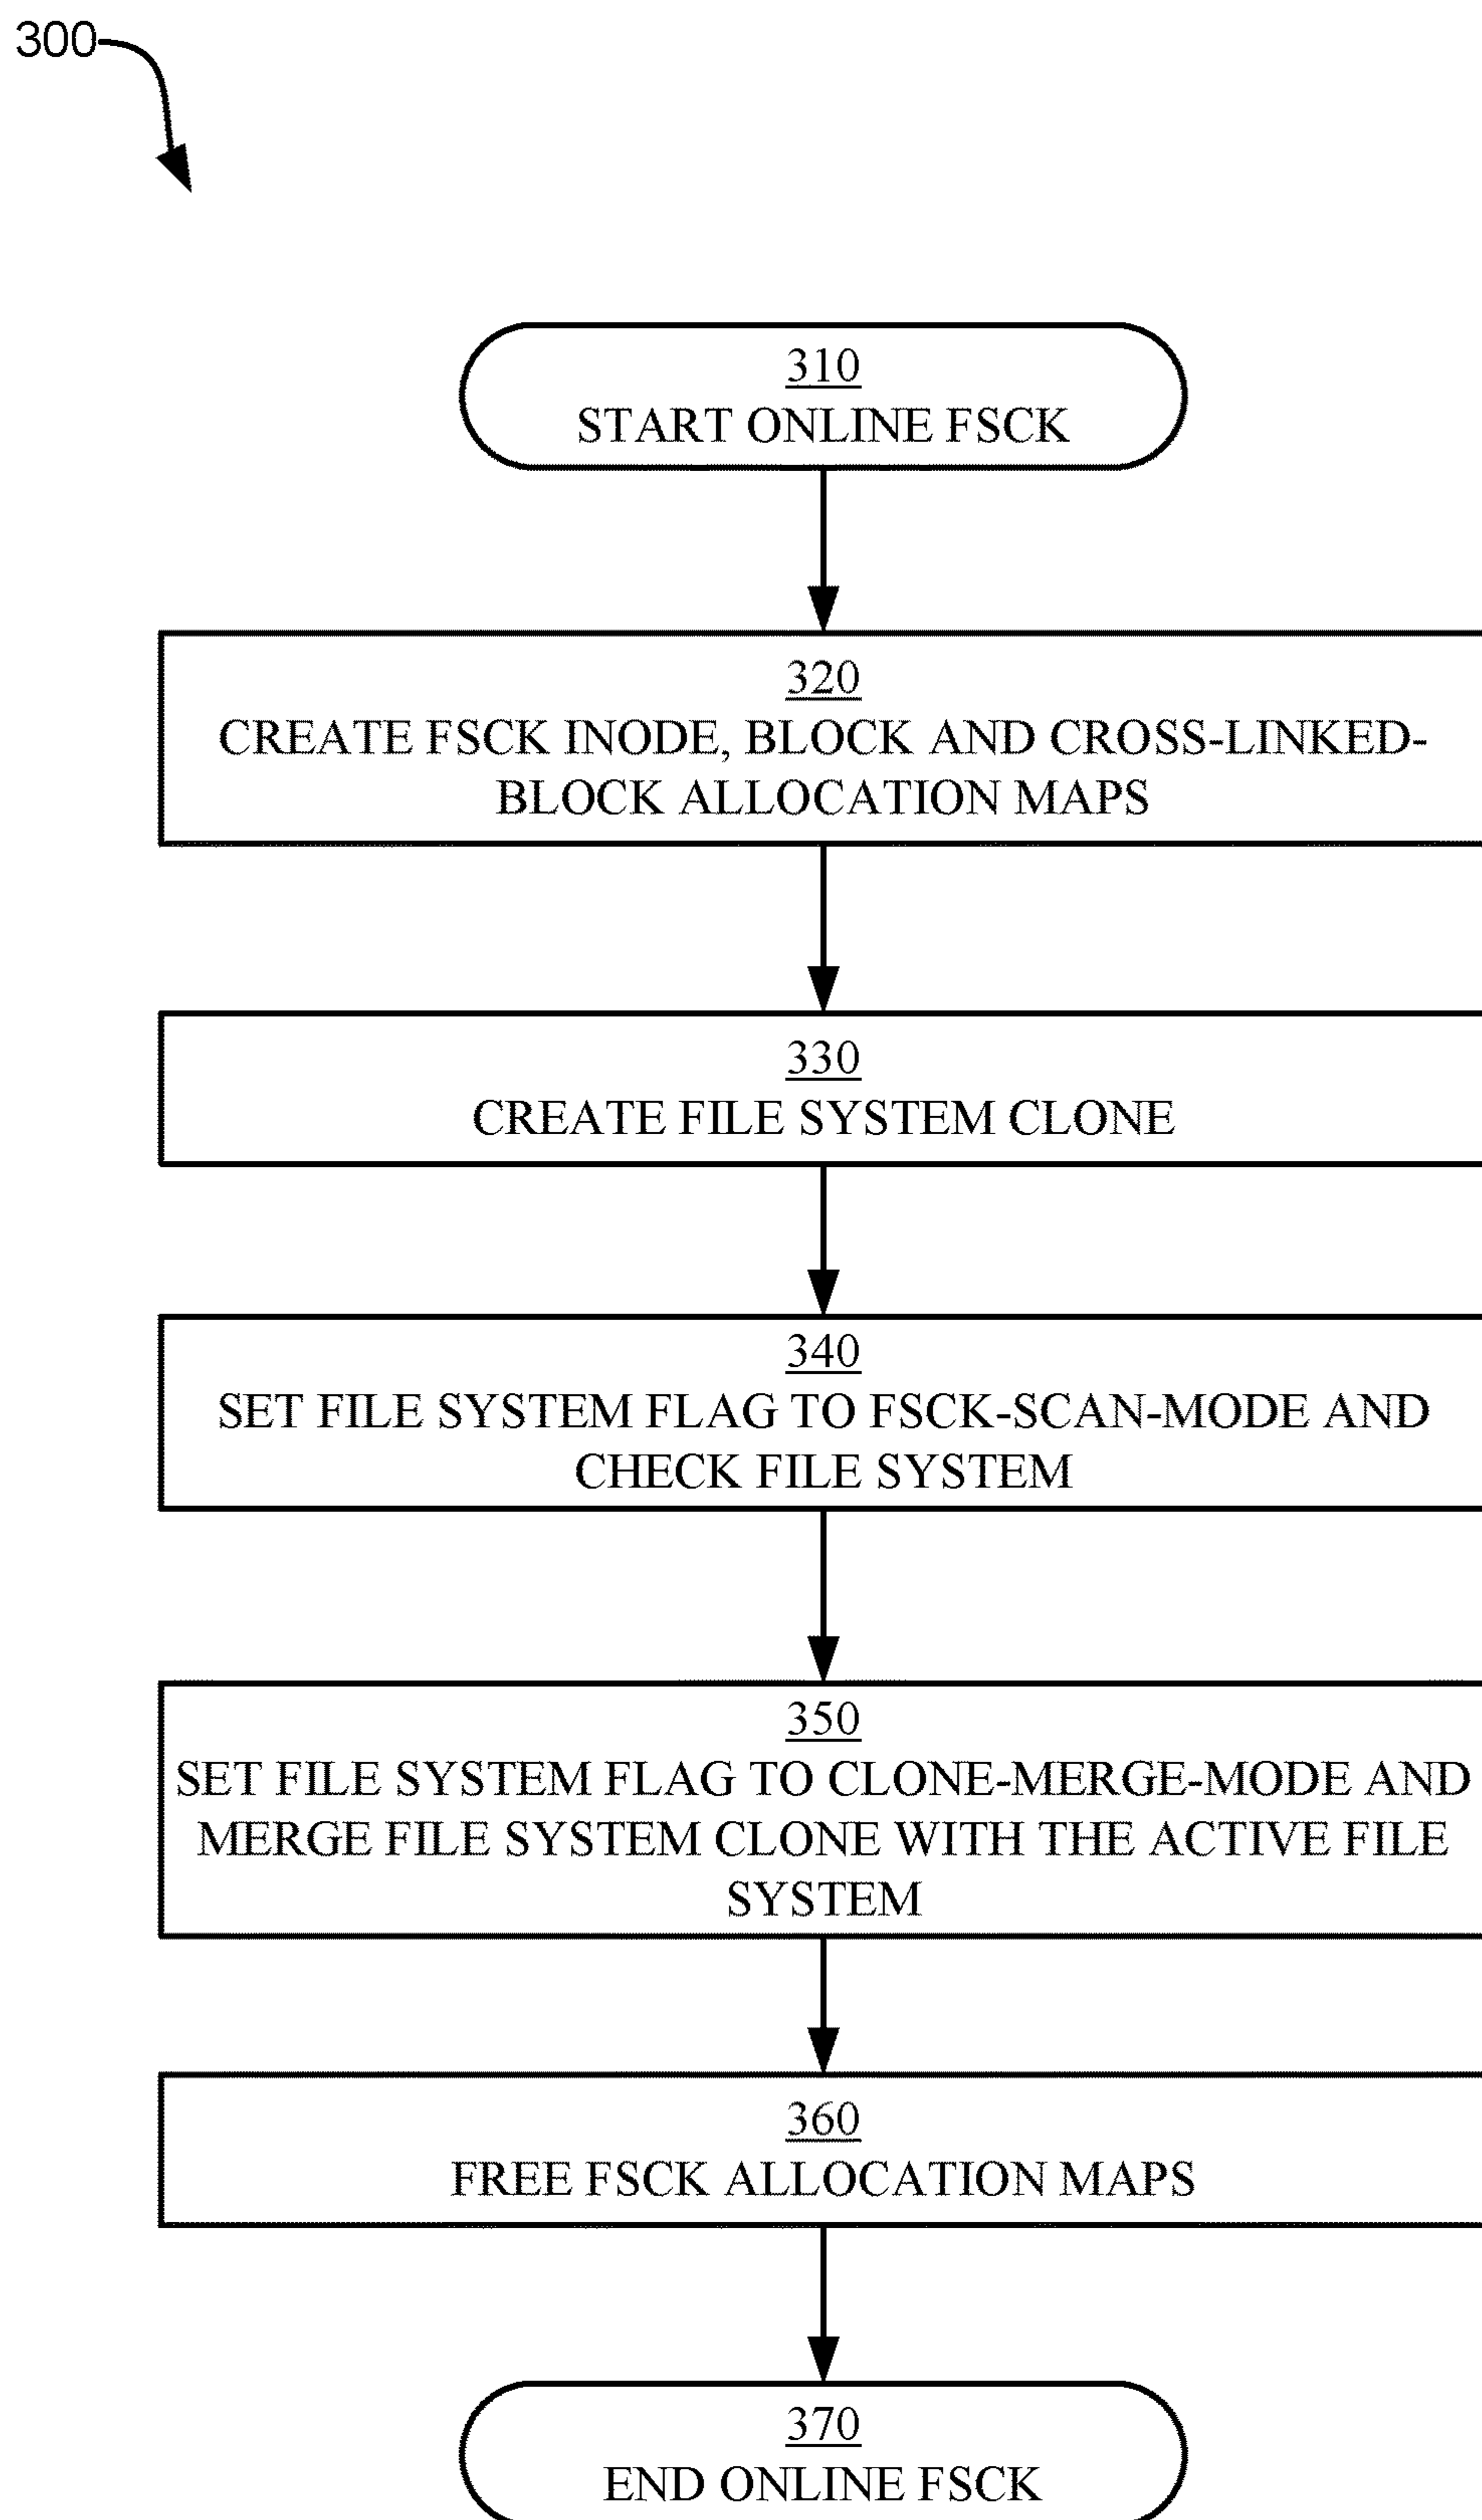 300
310
START ONLINE FSCK
320
CREATE FSCK INODE, BLOCK AND CROSS-LINKED-
BLOCK ALLOCATION MAPS
330
CREATE FILE SYSTEM CLONE
340
SET FILE SYSTEM FLAG TO FSCK-SCAN-MODE AND
CHECK FILE SYSTEM
350
SET FILE SYSTEM FLAG TO CLONE-MERGE-MODE AND
MERGE FILE SYSTEM CLONE WITH THE ACTIVE FILE
SYSTEM
360
FREE FSCK ALLOCATION MAPS
370
END ONLINE FSCK